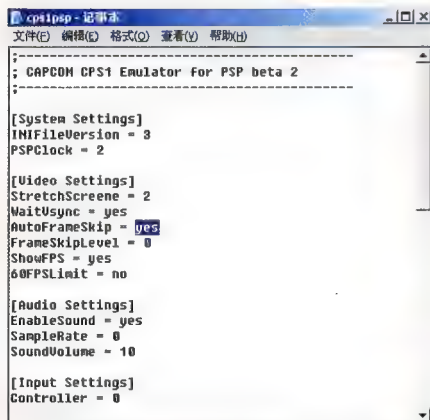 cps1psp - 记事本
文件(F) 编辑(E) 格式(O) 查看(V) 帮助(H)
;-----------------------------------------------
; CAPCOM CPS1 Emulator for PSP beta 2
;-----------------------------------------------
[System Settings]
INIFileVersion = 3
PSPClock = 2
[Video Settings]
StretchScreene = 2
WaitVsync = yes
AutoFrameSkip = yes
FrameSkipLevel = 0
ShowFPS = yes
60FPSLimit = no
[Audio Settings]
EnableSound = yes
SampleRate = 0
SoundVolume = 10
[Input Settings]
Controller = 0